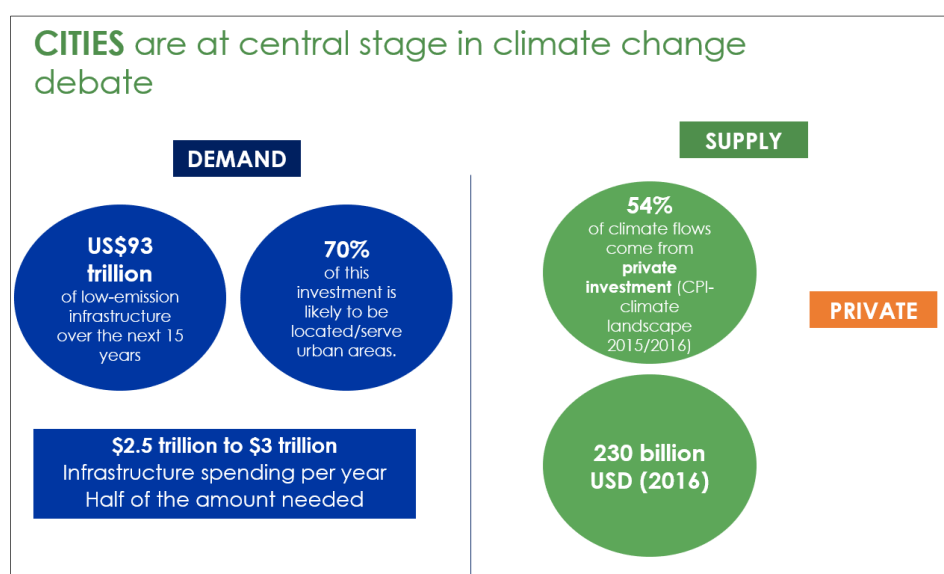 CITIES are at central stage in climate change
debate
DEMAND
US$93
trillion
of low-emission
infrastructure
over the next 15
years
70%
of this
investment is
likely to be
located/serve
urban areas.
$2.5 trillion to $3 trillion
Infrastructure spending per year
Half of the amount needed
SUPPLY
54%
of climate flows
come from
private
investment (CPI-
climate
landscape
2015/2016)
PRIVATE
230 billion
USD (2016)